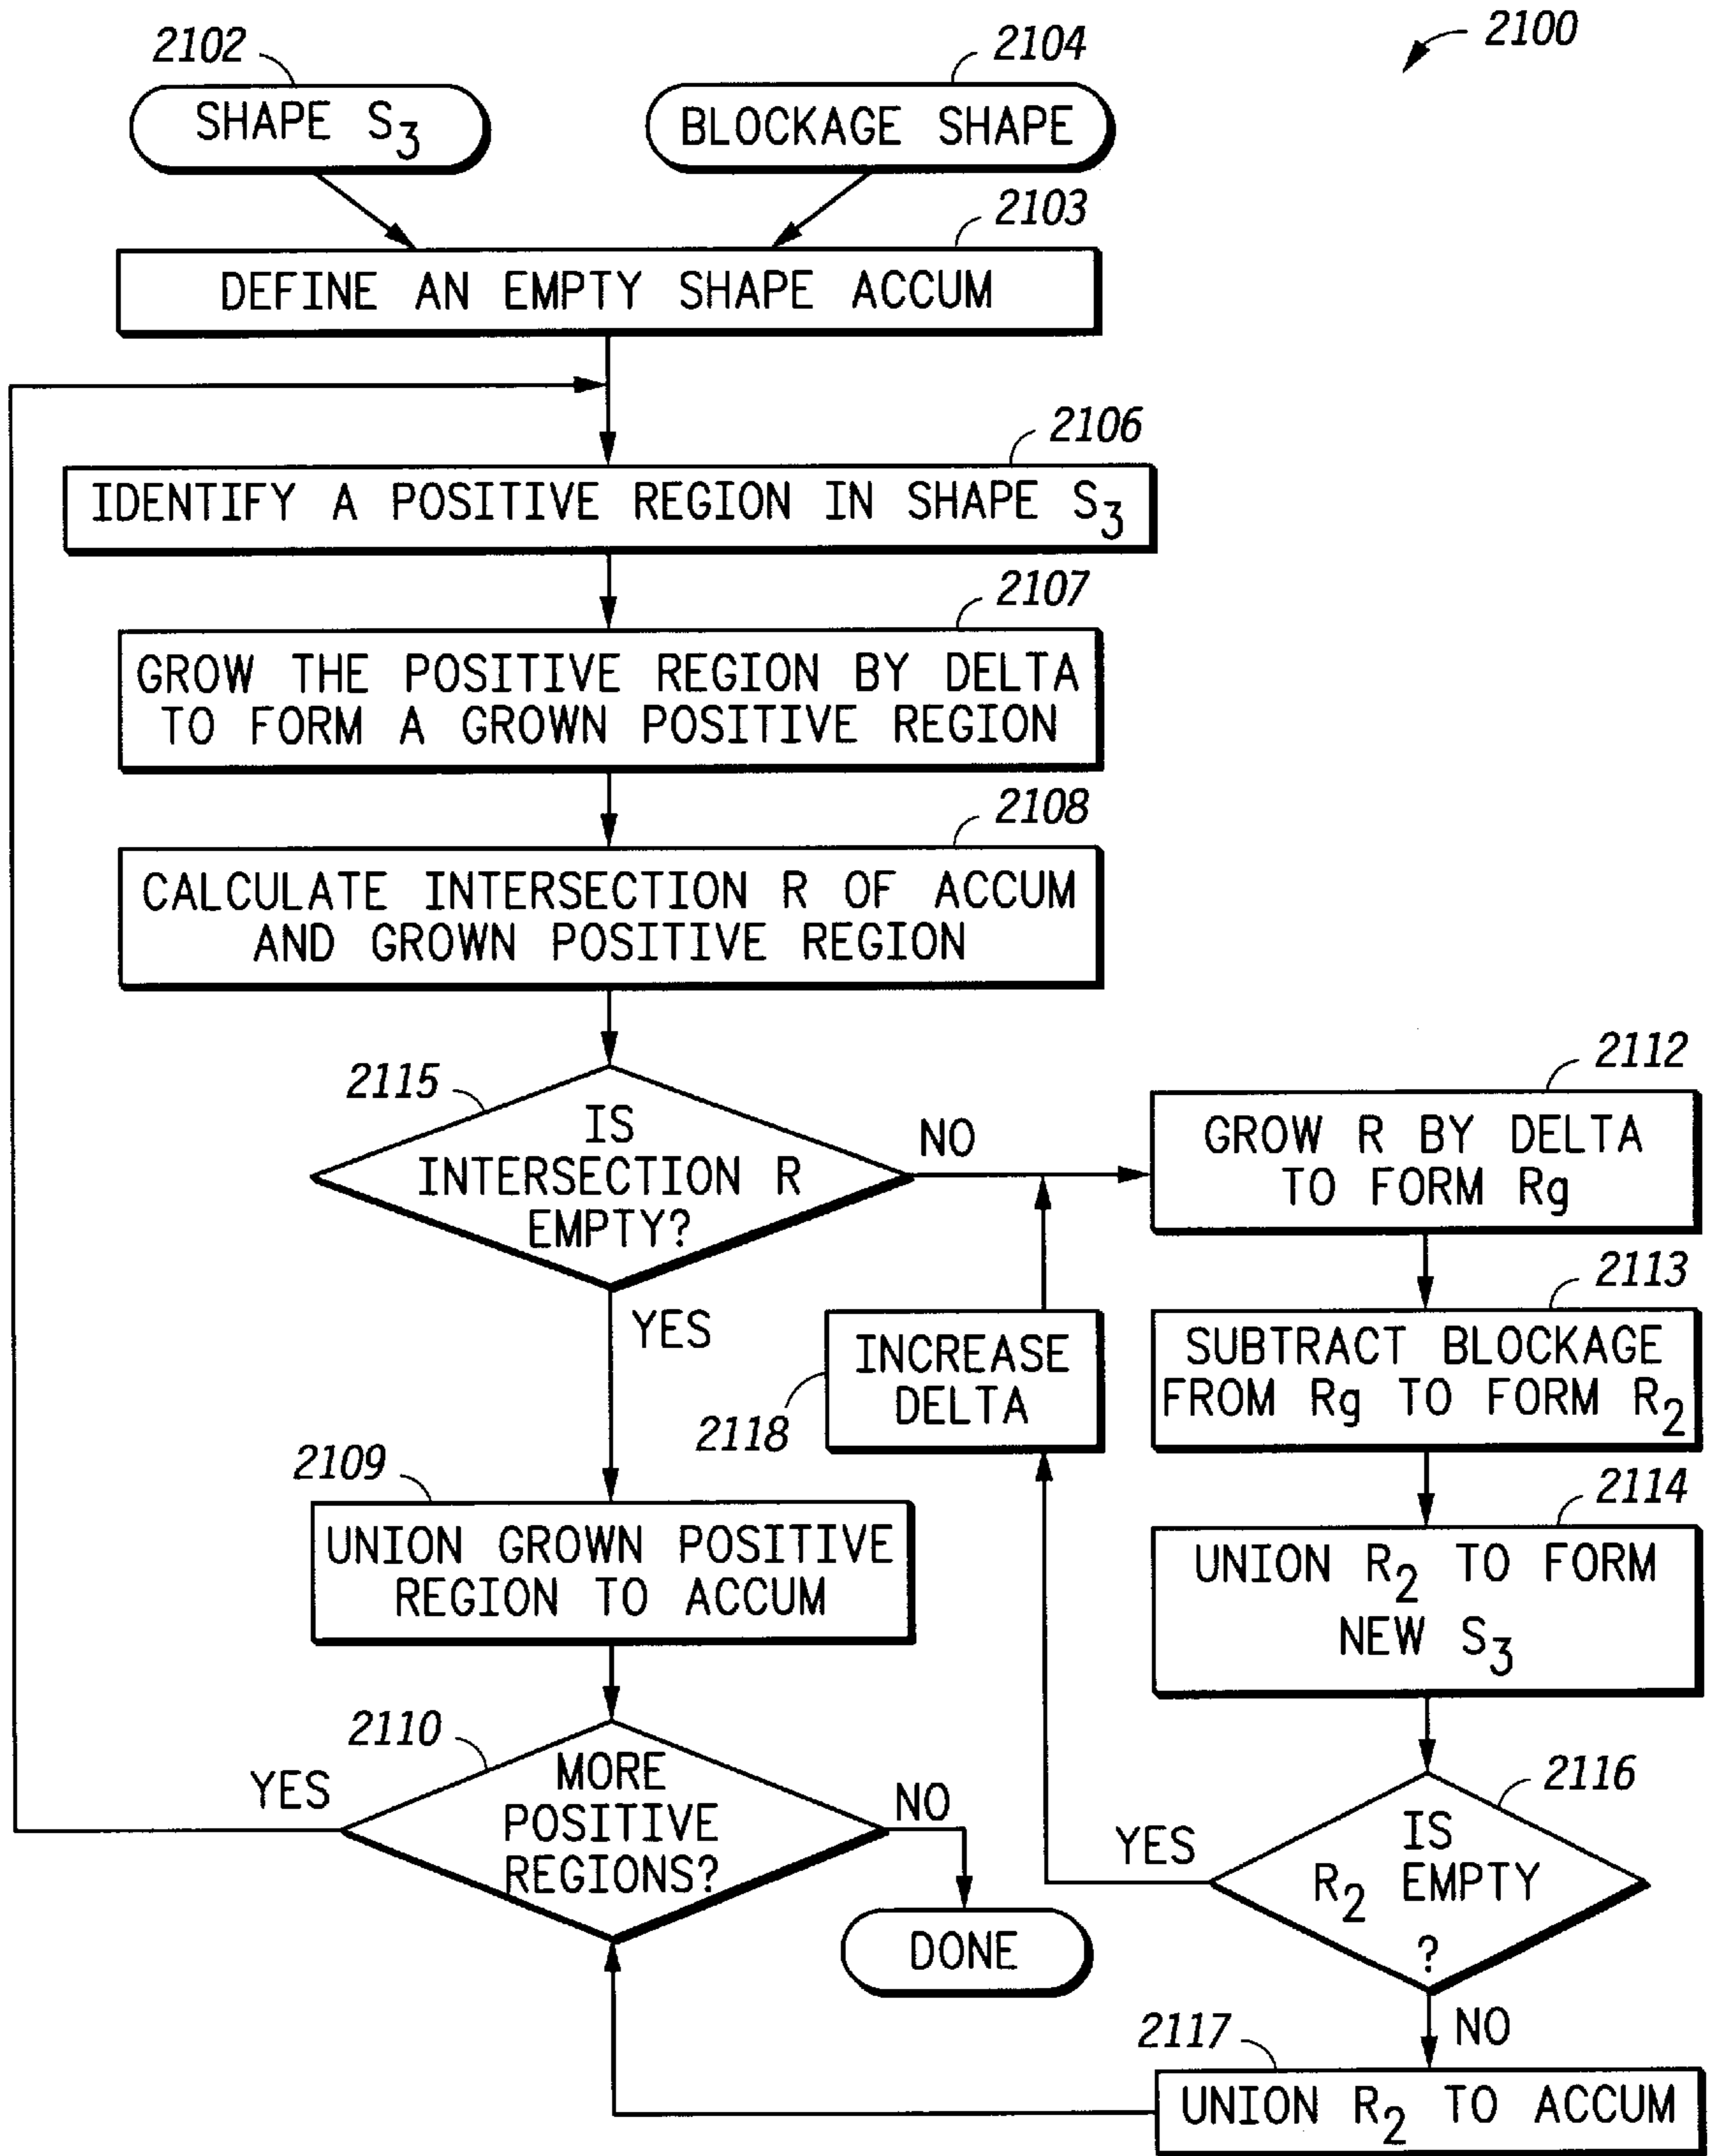 2100
2102
SHAPE S3
2104
BLOCKAGE SHAPE
2103
DEFINE AN EMPTY SHAPE ACCUM
2106
IDENTIFY A POSITIVE REGION IN SHAPE S3
2107
GROW THE POSITIVE REGION BY DELTA
TO FORM A GROWN POSITIVE REGION
2108
CALCULATE INTERSECTION R OF ACCUM
AND GROWN POSITIVE REGION
2115
IS
INTERSECTION R
EMPTY?
NO
YES
2112
GROW R BY DELTA
TO FORM Rg
2113
SUBTRACT BLOCKAGE
FROM Rg TO FORM R2
2118
INCREASE
DELTA
2109
UNION GROWN POSITIVE
REGION TO ACCUM
2114
UNION R2 TO FORM
NEW S3
2110
MORE
POSITIVE
REGIONS?
YES
NO
DONE
2116
IS
R2 EMPTY
?
YES
NO
2117
UNION R2 TO ACCUM